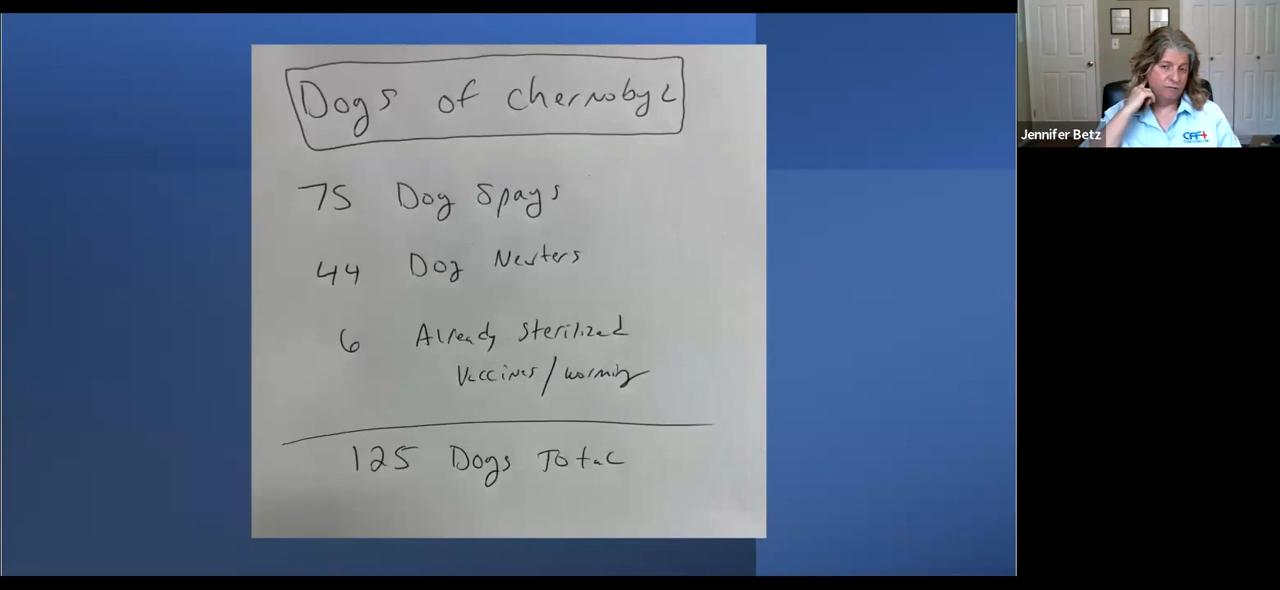 Dogs of Chernobyl
75 Dog Spays
44 Dog Neuters
6 Already Sterilized
Vaccines/worming
125 Dogs Total
Jennifer Betz
CFF+